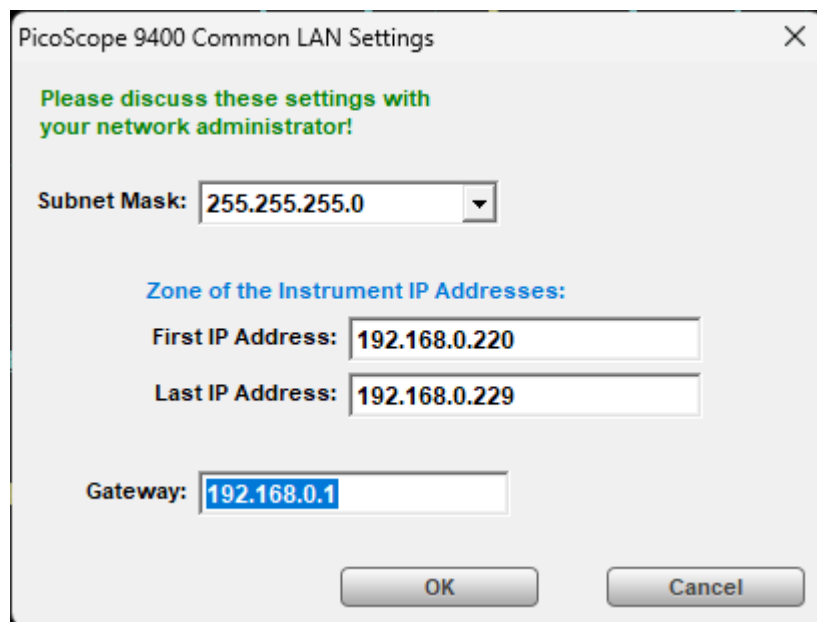 PicoScope 9400 Common LAN Settings
Please discuss these settings with
your network administrator!
Subnet Mask: 255.255.255.0
Zone of the Instrument IP Addresses:
First IP Address: 192.168.0.220
Last IP Address: 192.168.0.229
Gateway: 192.168.0.1
OK Cancel